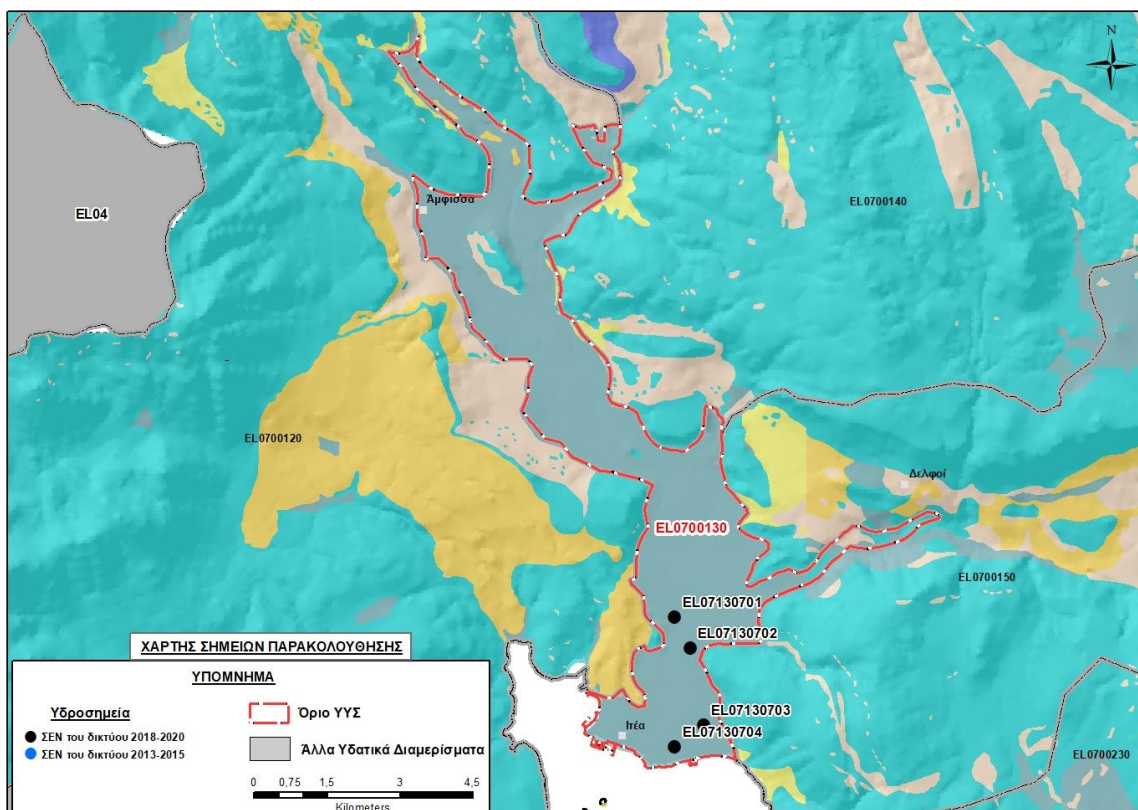 N
Άμφισσα
EL04
EL0700140
EL0700120
Δελφοί
EL0700130
EL0700150
EL07130701
EL07130702
ΧΑΡΤΗΣ ΣΗΜΕΙΩΝ ΠΑΡΑΚΟΛΟΥΘΗΣΗΣ
ΥΠΟΜΝΗΜΑ
Υδροσημεία
ΣΕΝ του δικτύου 2018-2020
ΣΕΝ του δικτύου 2013-2015
Όριο ΥΥΣ
Άλλα Υδατικά Διαμερίσματα
0 0,75 1,5 3 4,5
Kilometers
EL07130703
Ιτέα
EL07130704
EL0700230